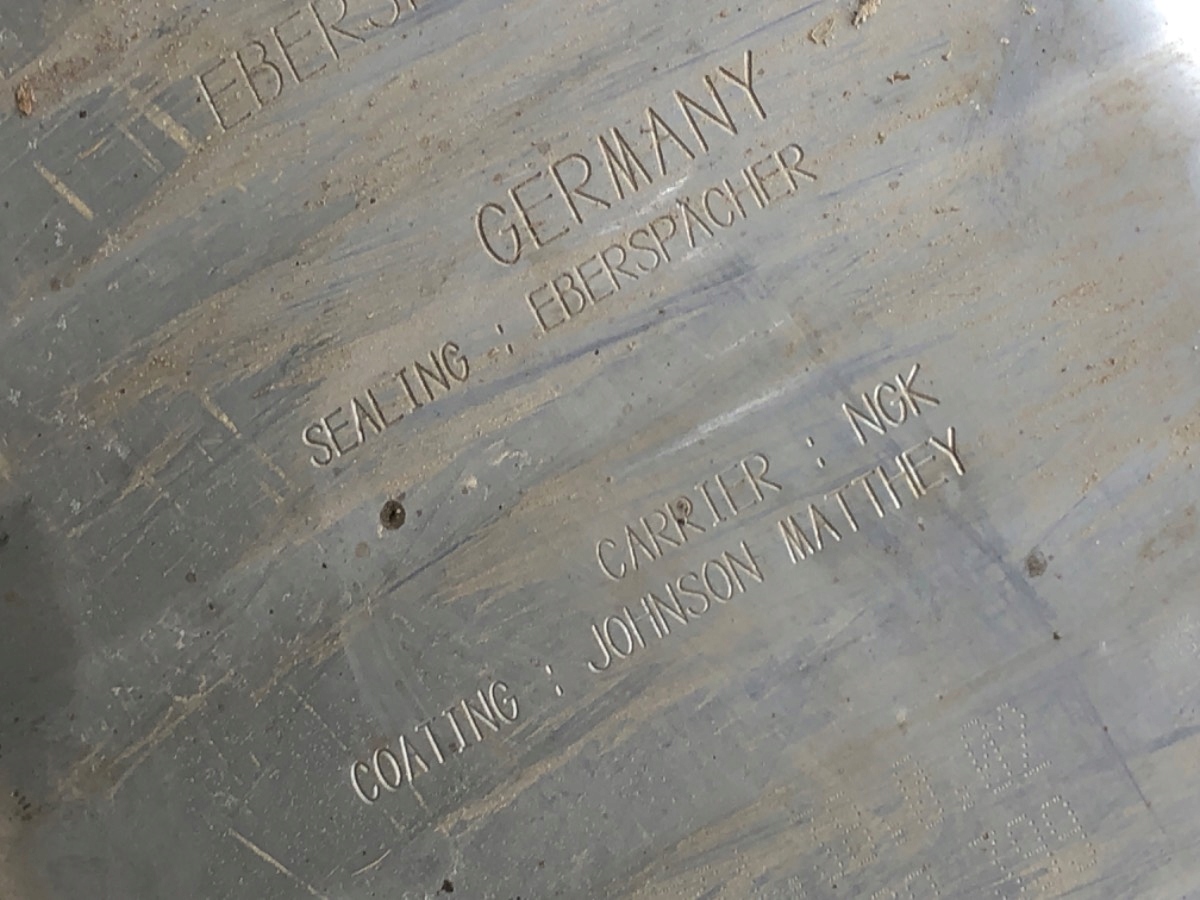 GERMANY
SEALING : EBERSPÄCHER
CARRIER : NGK
COATING : JOHNSON MATTHEY